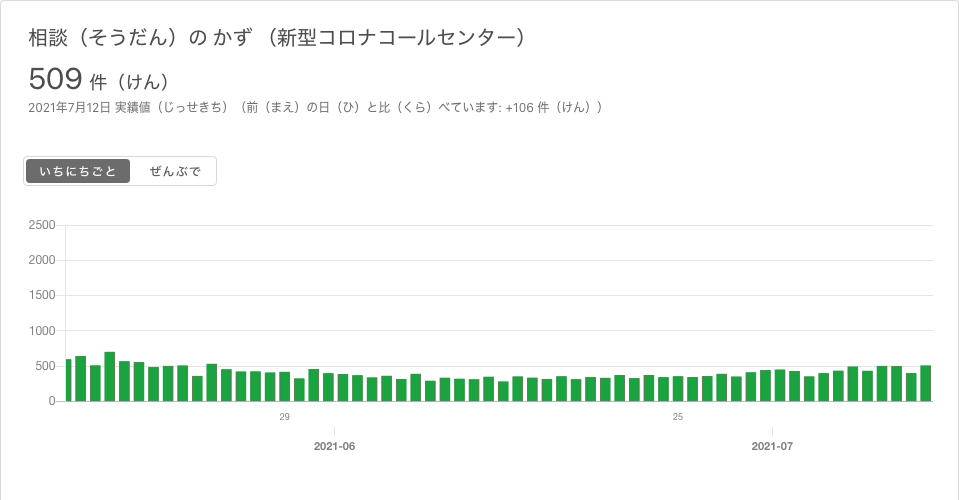 相談（そうだん）の かず （新型コロナコールセンター）
509 件（けん）
2021年7月12日 実績値（じっせきち）（前（まえ）の日（ひ）と比（くら）べています: +106 件（けん））
いちにちごと ぜんぶで
2500
2000
1500
1000
500
0
29 25
2021-06 2021-07